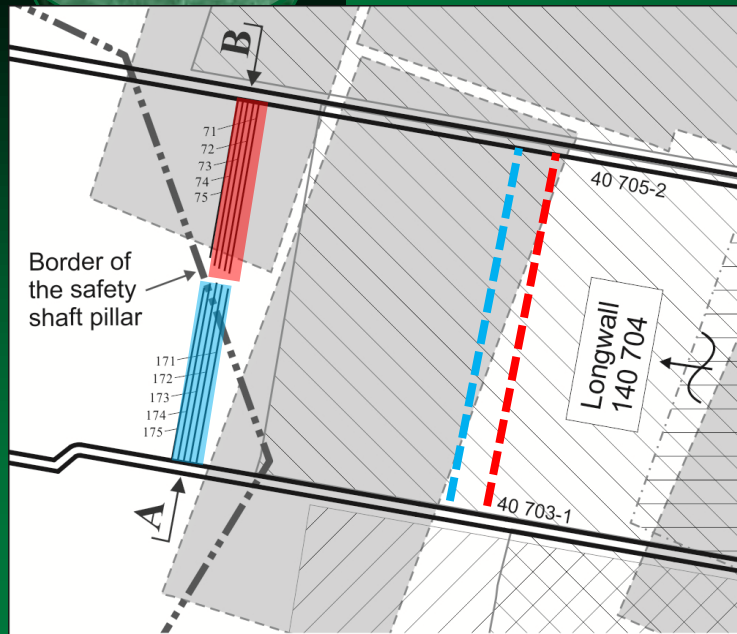 B
71
72
73
74
75
40 705-2
Border of
the safety
shaft pillar
Longwall
140 704
171
172
173
174
175
A
40 703-1